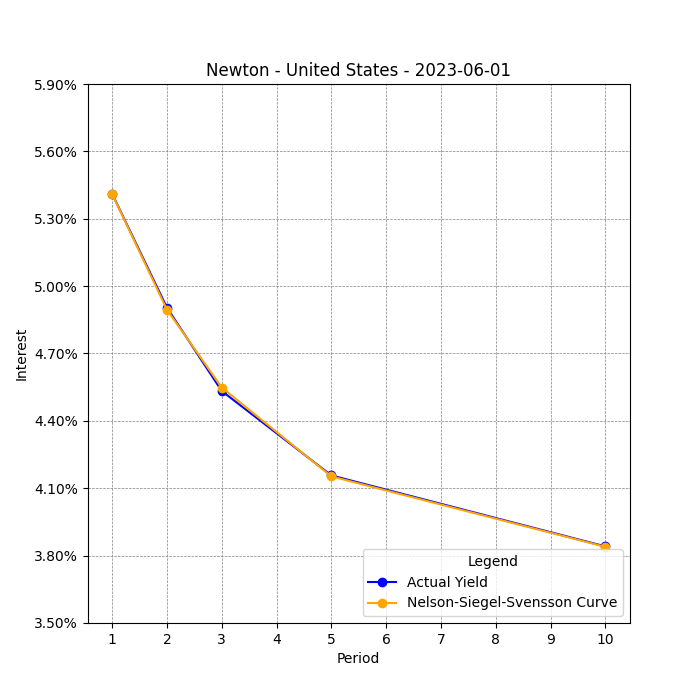 Newton - United States - 2023-06-01
5.90%
5.60%
5.30%
5.00%
4.70%
4.40%
4.10%
3.80%
3.50%
Interest
Legend
Actual Yield
Nelson-Siegel-Svensson Curve
1 2 3 4 5 6 7 8 9 10
Period